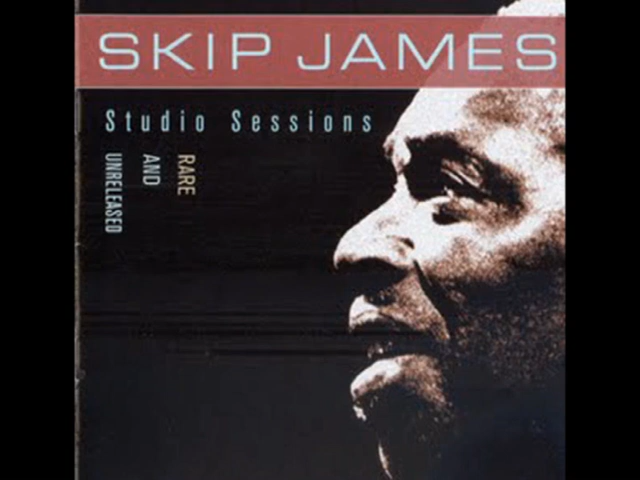 SKIP JAMES
Studio Sessions
RARE
AND
UNRELEASED